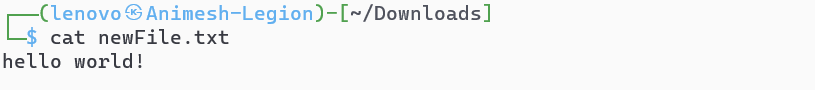 ┌──(lenovo㉿Animesh-Legion)-[~/Downloads]
└─$ cat newFile.txt
hello world!